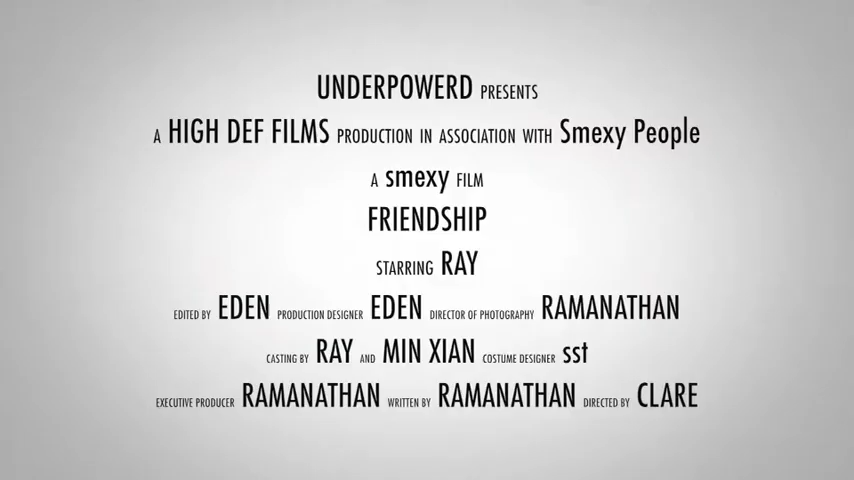 UNDERPOWERD PRESENTS
A HIGH DEF FILMS PRODUCTION IN ASSOCIATION WITH Smexy People
A smexy FILM
FRIENDSHIP
STARRING RAY
EDITED BY EDEN PRODUCTION DESIGNER EDEN DIRECTOR OF PHOTOGRAPHY RAMANATHAN
CASTING BY RAY AND MIN XIAN COSTUME DESIGNER sst
EXECUTIVE PRODUCER RAMANATHAN WRITTEN BY RAMANATHAN DIRECTED BY CLARE